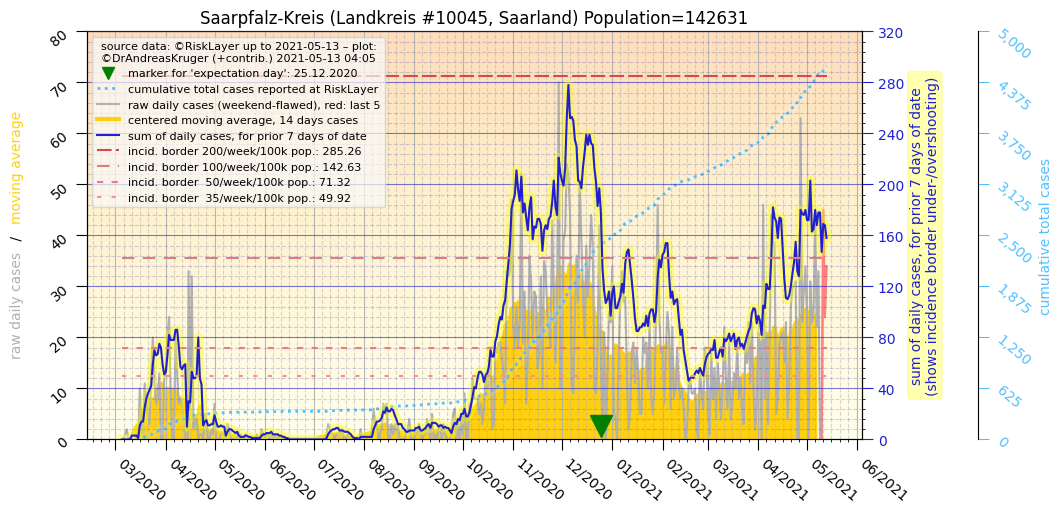 Saarpfalz-Kreis (Landkreis #10045, Saarland) Population=142631
source data: ©RiskLayer up to 2021-05-13 – plot:
©DrAndreasKruger (+contrib.) 2021-05-13 04:05
marker for 'expectation day': 25.12.2020
cumulative total cases reported at RiskLayer
raw daily cases (weekend-flawed), red: last 5
centered moving average, 14 days cases
sum of daily cases, for prior 7 days of date
incid. border 200/week/100k pop.: 285.26
incid. border 100/week/100k pop.: 142.63
incid. border  50/week/100k pop.: 71.32
incid. border  35/week/100k pop.: 49.92
raw daily cases  /  moving average
80
70
60
50
40
30
20
10
0
320
280
240
200
160
120
80
40
0
sum of daily cases, for prior 7 days of date
(shows incidence border under-/overshooting)
5,000
4,375
3,750
3,125
2,500
1,875
1,250
625
0
cumulative total cases
03/2020
04/2020
05/2020
06/2020
07/2020
08/2020
09/2020
10/2020
11/2020
12/2020
01/2021
02/2021
03/2021
04/2021
05/2021
06/2021